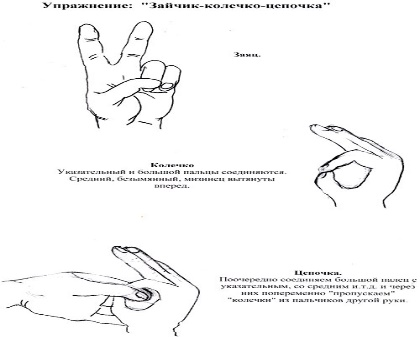 Упражнение: "Зайчик-колечко-цепочка"
Заяц.
Колечко
Указательный и большой пальцы соединяются.
Средний, безымянный, мизинец вытянуты
вперед.
Цепочка.
Поочередно соединяем большой палец с
указательным, со средним и.т.д. и через
них попеременно "пропускаем"
"колечки" из пальчиков другой руки.